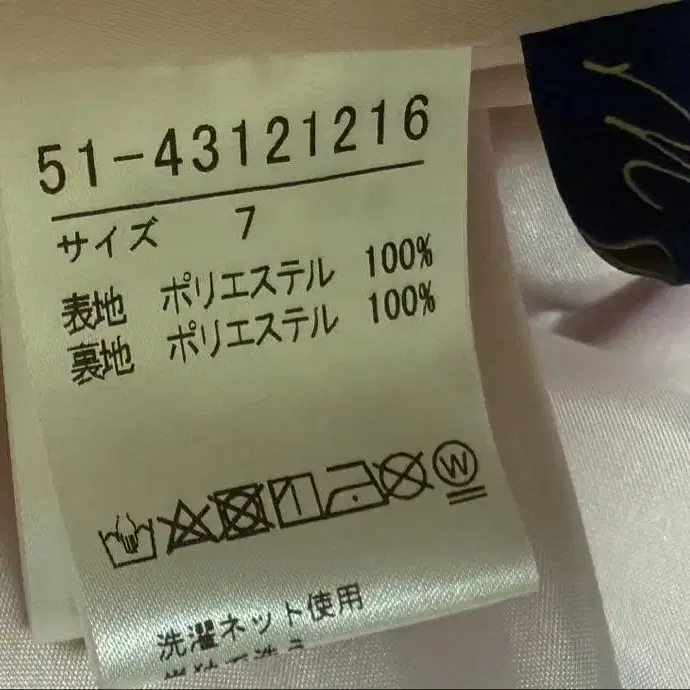 51-43121216
サイズ 7
表地 ポリエステル 100%
裏地 ポリエステル 100%
W
洗濯ネット使用